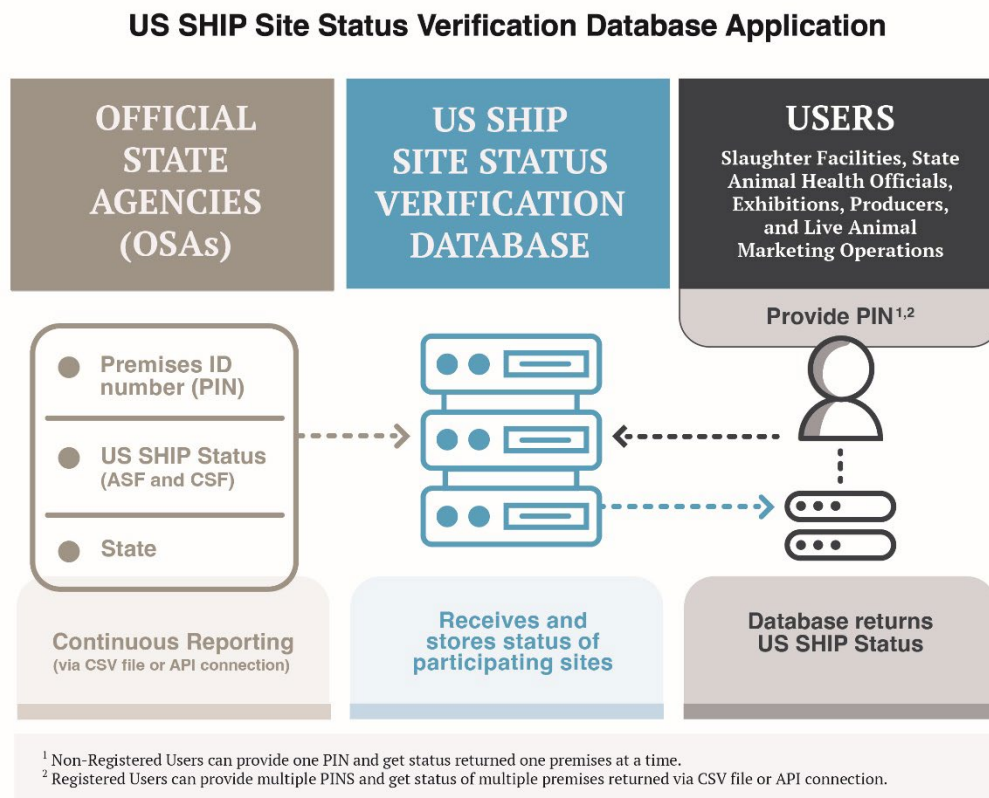 US SHIP Site Status Verification Database Application
OFFICIAL
STATE
AGENCIES
(OSAs)
US SHIP
SITE STATUS
VERIFICATION
DATABASE
USERS
Slaughter Facilities, State
Animal Health Officials,
Exhibitions, Producers,
and Live Animal
Marketing Operations
Provide PIN1,2
Premises ID
number (PIN)
US SHIP Status
(ASF and CSF)
State
Continuous Reporting
(via CSV file or API connection)
Receives and
stores status of
participating sites
Database returns
US SHIP Status
1 Non-Registered Users can provide one PIN and get status returned one premises at a time.
2 Registered Users can provide multiple PINS and get status of multiple premises returned via CSV file or API connection.